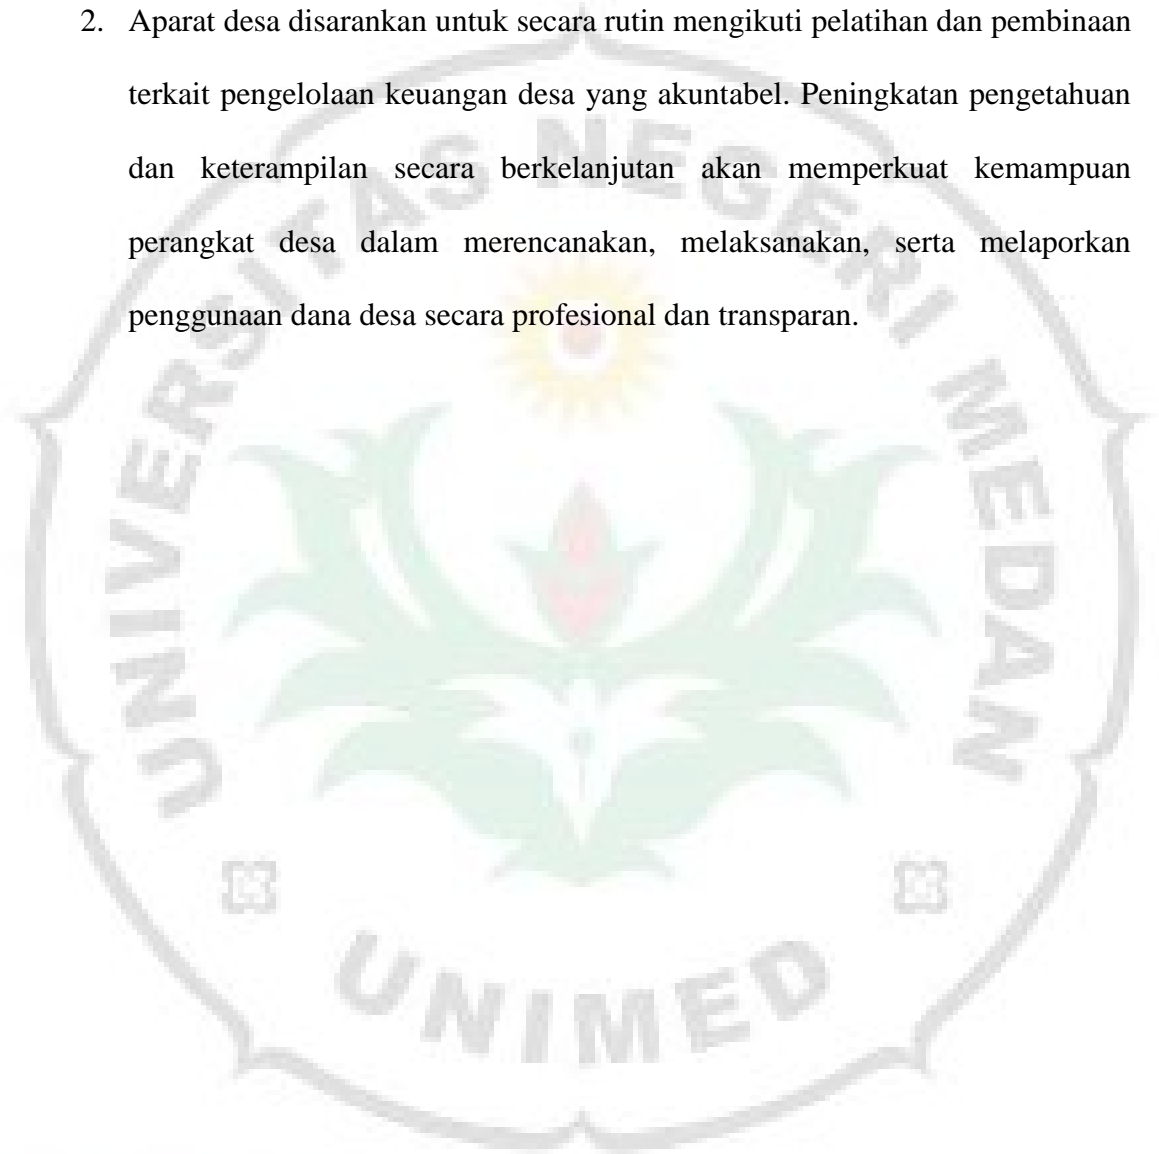 2. Aparat desa disarankan untuk secara rutin mengikuti pelatihan dan pembinaan
terkait pengelolaan keuangan desa yang akuntabel. Peningkatan pengetahuan
dan keterampilan secara berkelanjutan akan memperkuat kemampuan
perangkat desa dalam merencanakan, melaksanakan, serta melaporkan
penggunaan dana desa secara profesional dan transparan.
UNIVERSITAS NEGERI MEDAN
UNIMED